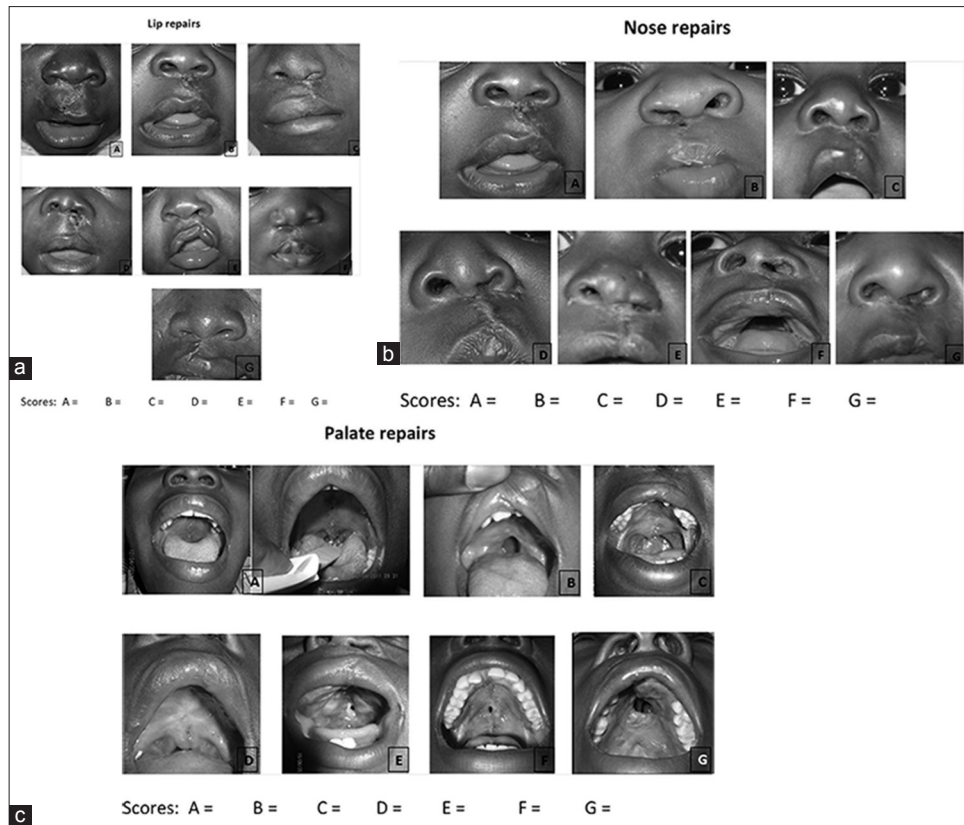 Lip repairs
A
B
C
D
E
F
G
a
Scores: A = B = C = D = E = F = G =
Nose repairs
A
B
C
D
E
F
G
b
Scores: A = B = C = D = E = F = G =
Palate repairs
A
B
C
D
E
F
G
c
Scores: A = B = C = D = E = F = G =